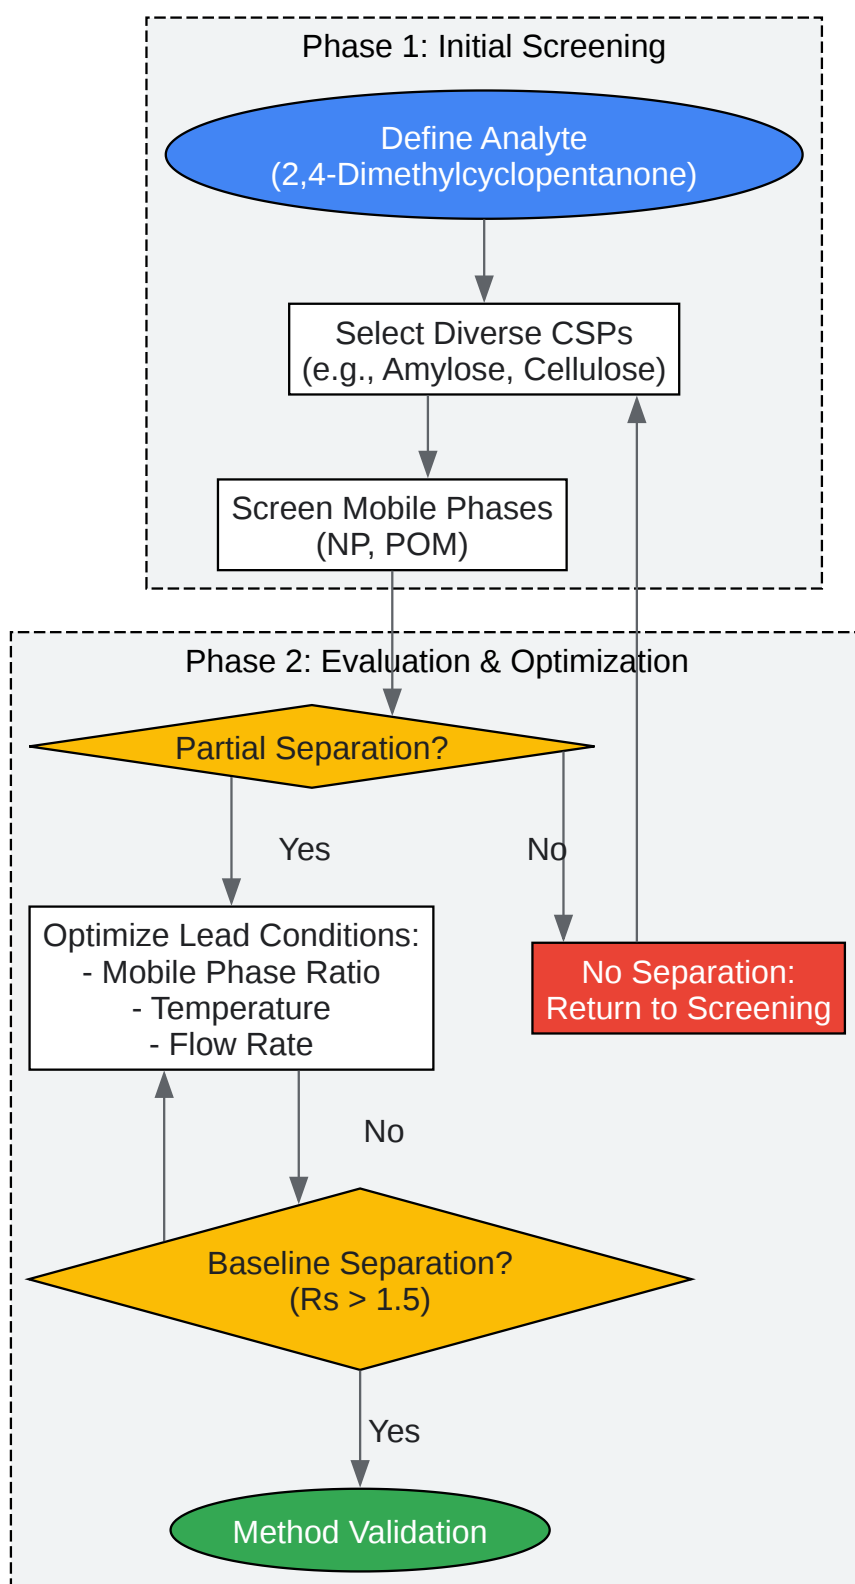 Phase 1: Initial Screening
Define Analyte
(2,4-Dimethylcyclopentanone)
Select Diverse CSPs
(e.g., Amylose, Cellulose)
Screen Mobile Phases
(NP, POM)
Phase 2: Evaluation & Optimization
Partial Separation?
Yes
No
Optimize Lead Conditions:
- Mobile Phase Ratio
- Temperature
- Flow Rate
No Separation:
Return to Screening
No
Baseline Separation?
(Rs > 1.5)
Yes
Method Validation